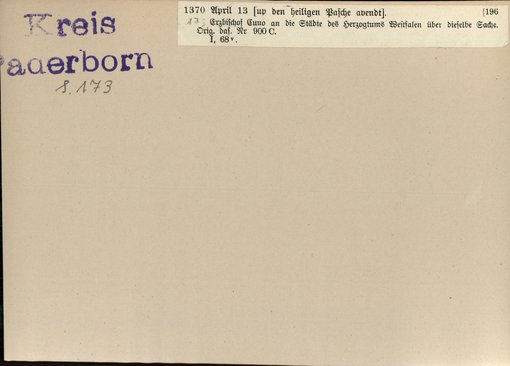 Kreis
Paderborn
S. 173
1370 April 13 [up den heiligen Pasche avendt]. [196
Erzbischof Cuno an die Städte des Herzogtums Westfalen über dieselbe Sache.
Orig. das. Nr 900 C.
I, 68v.